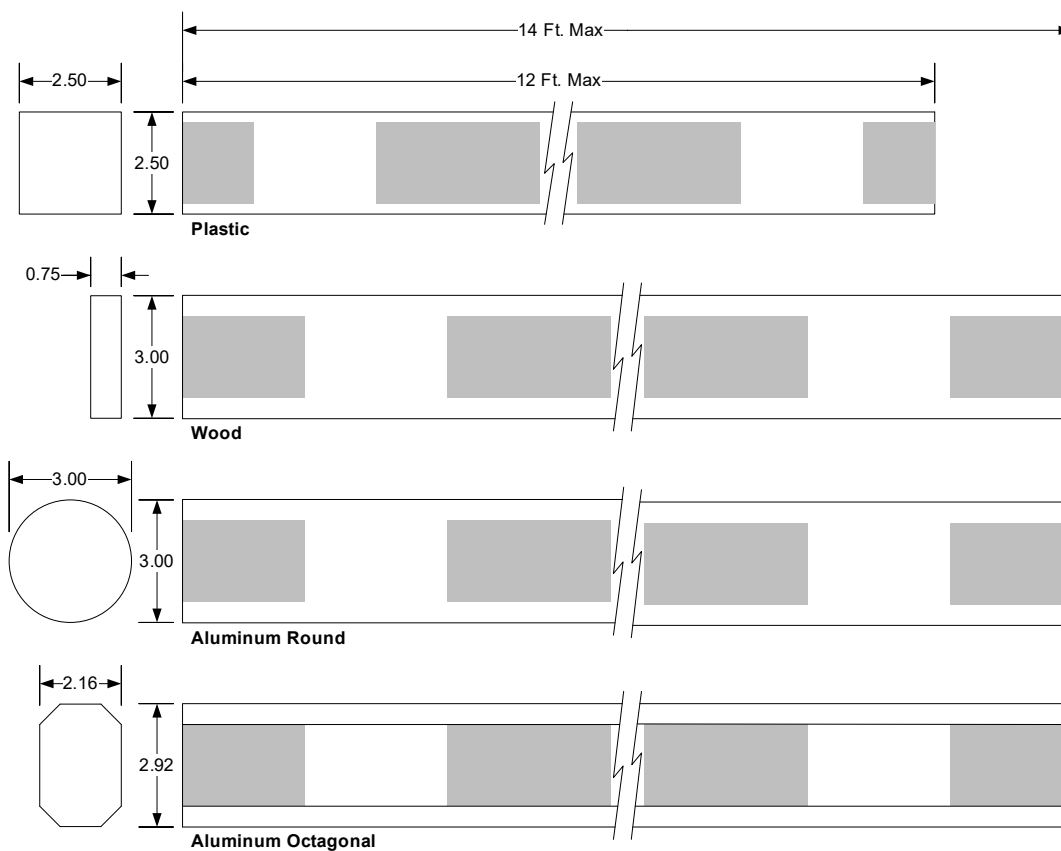 14 Ft. Max
12 Ft. Max
2.50
2.50
Plastic
0.75
3.00
Wood
3.00
3.00
Aluminum Round
2.16
2.92
Aluminum Octagonal